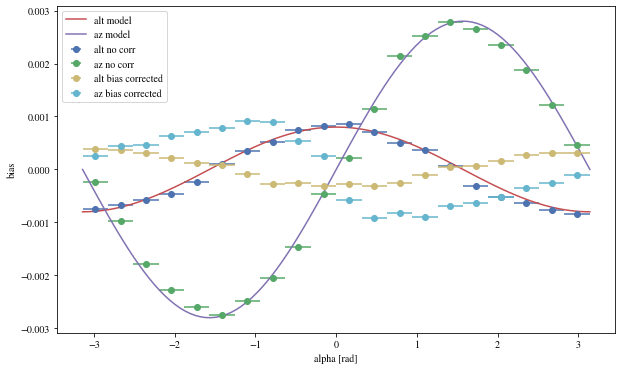 0.003
0.002
0.001
0.000
−0.001
−0.002
−0.003
bias
alt model
az model
alt no corr
az no corr
alt bias corrected
az bias corrected
−3 −2 −1 0 1 2 3
alpha [rad]